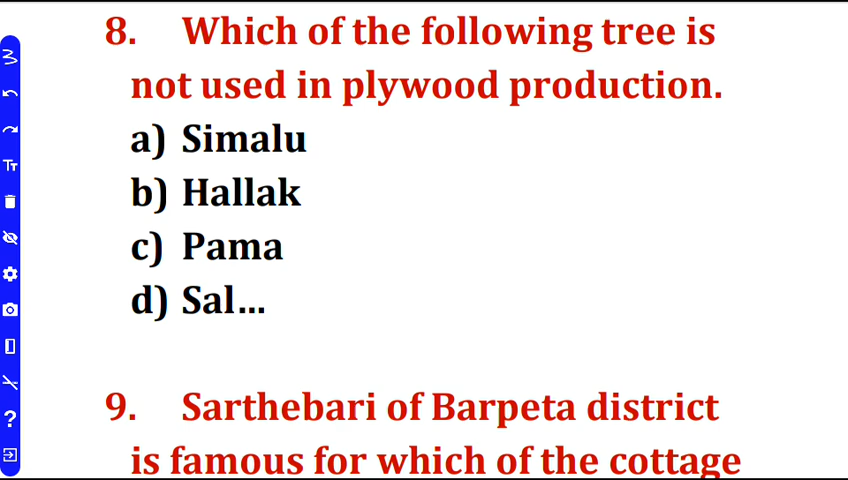 8. Which of the following tree is
not used in plywood production.
a) Simalu
b) Hallak
c) Pama
d) Sal...
9. Sarthebari of Barpeta district
is famous for which of the cottage